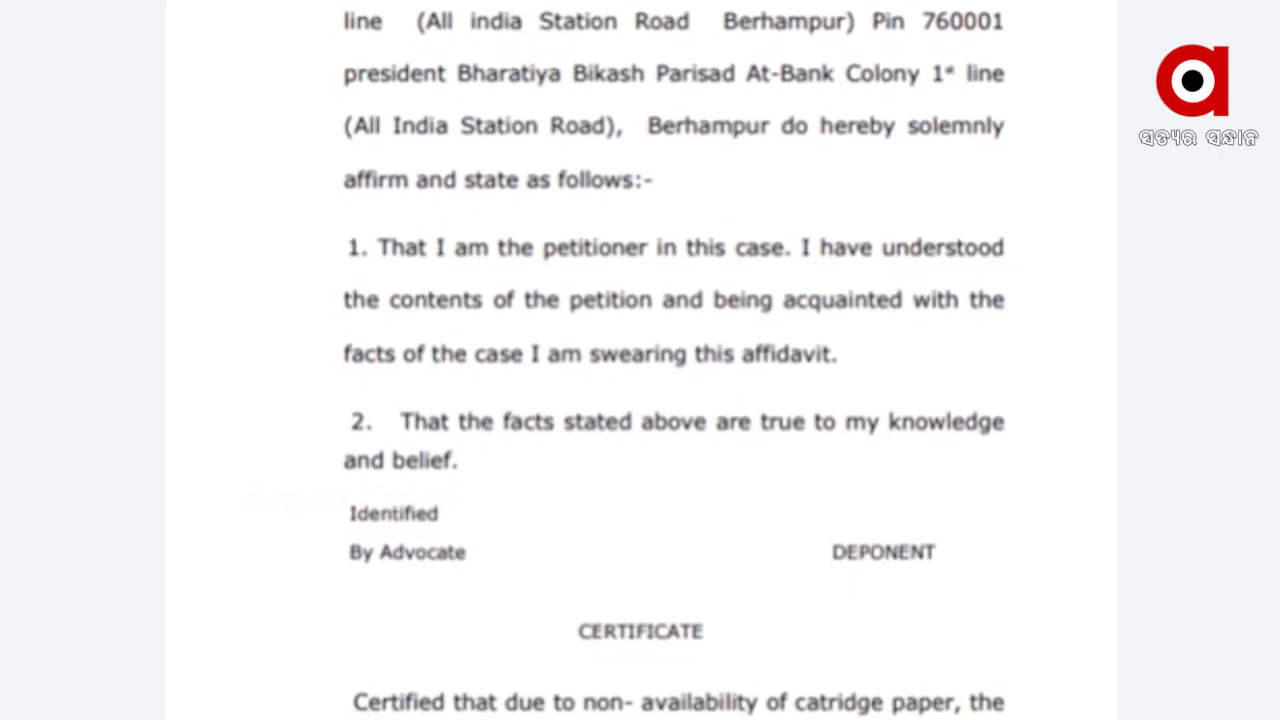 line (All india Station Road Berhampur) Pin 760001
president Bharatiya Bikash Parisad At-Bank Colony 1st line
(All India Station Road), Berhampur do hereby solemnly
affirm and state as follows:-
1. That I am the petitioner in this case. I have understood
the contents of the petition and being acquainted with the
facts of the case I am swearing this affidavit.
2. That the facts stated above are true to my knowledge
and belief.
Identified
By Advocate DEPONENT
CERTIFICATE
Certified that due to non- availability of catridge paper, the
ସତ୍ୟର ସନ୍ଧାନ